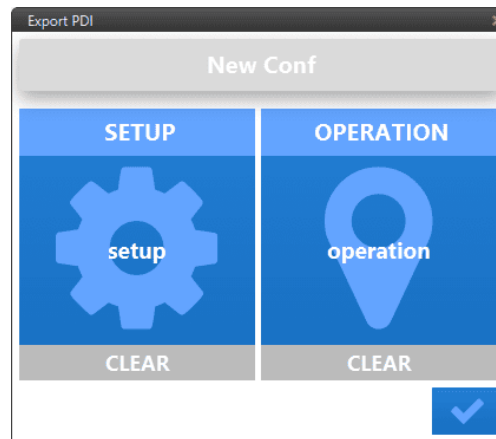 Export PDI
New Conf
SETUP
setup
CLEAR
OPERATION
operation
CLEAR